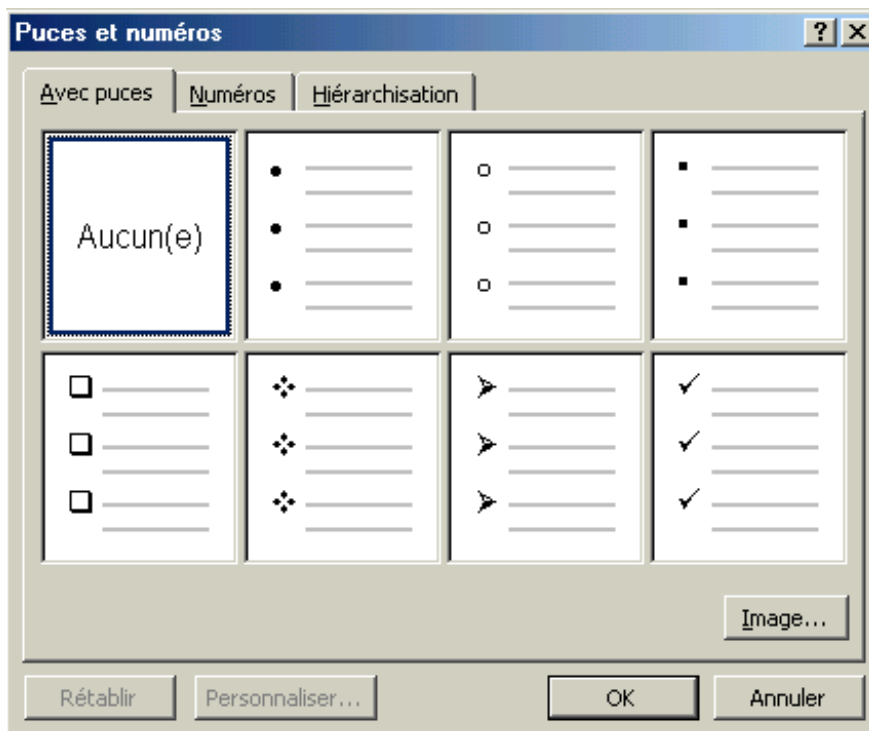 Puces et numéros
Avec puces Numéros Hiérarchisation
Aucun(e)
Image...
Rétablir Personnaliser... OK Annuler